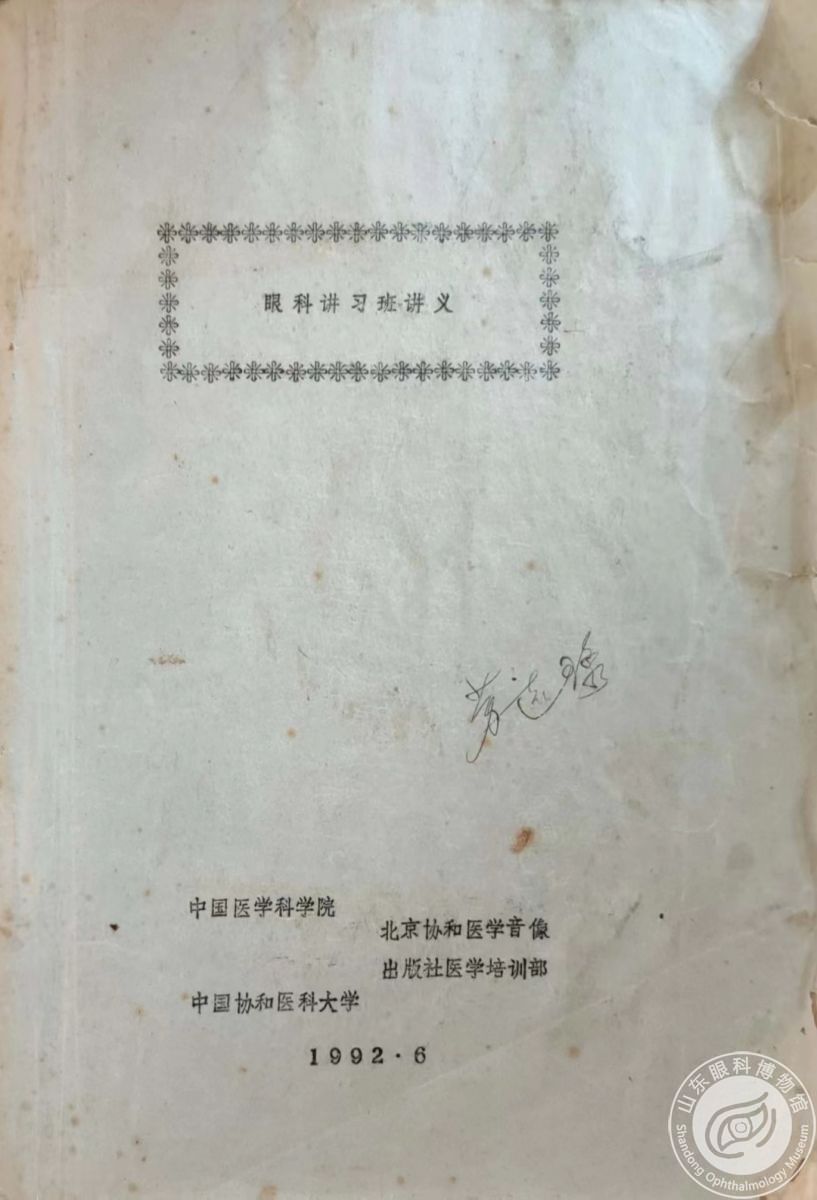 眼科讲习班讲义
中国医学科学院
北京协和医学音像
出版社医学培训部
中国协和医科大学
1992·6
山东眼科博物馆
Shandong Ophthalmology Museum